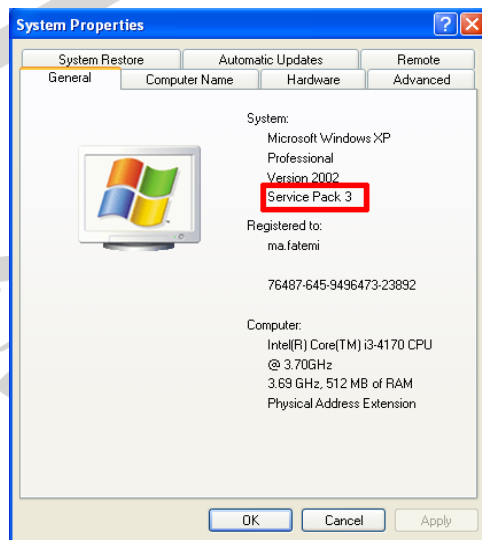 System Properties
System Restore
Automatic Updates
Remote
General
Computer Name
Hardware
Advanced
System:
Microsoft Windows XP
Professional
Version 2002
Service Pack 3
Registered to:
ma.fatemi
76487-645-9496473-23892
Computer:
Intel(R) Core(TM) i3-4170 CPU
@ 3.70GHz
3.69 GHz, 512 MB of RAM
Physical Address Extension
OK
Cancel
Apply